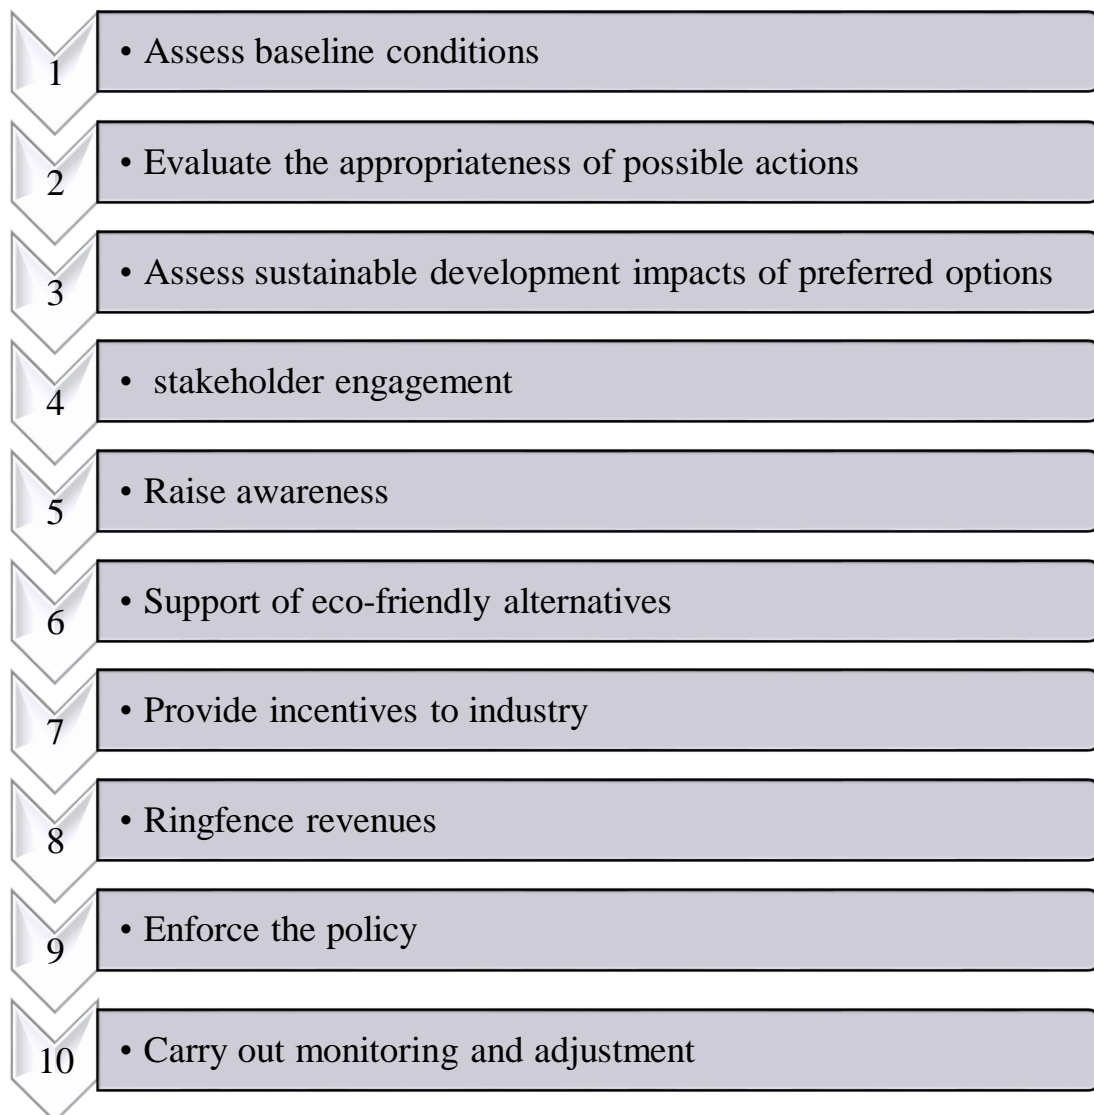 1 • Assess baseline conditions
2 • Evaluate the appropriateness of possible actions
3 • Assess sustainable development impacts of preferred options
4 • stakeholder engagement
5 • Raise awareness
6 • Support of eco-friendly alternatives
7 • Provide incentives to industry
8 • Ringfence revenues
9 • Enforce the policy
10 • Carry out monitoring and adjustment